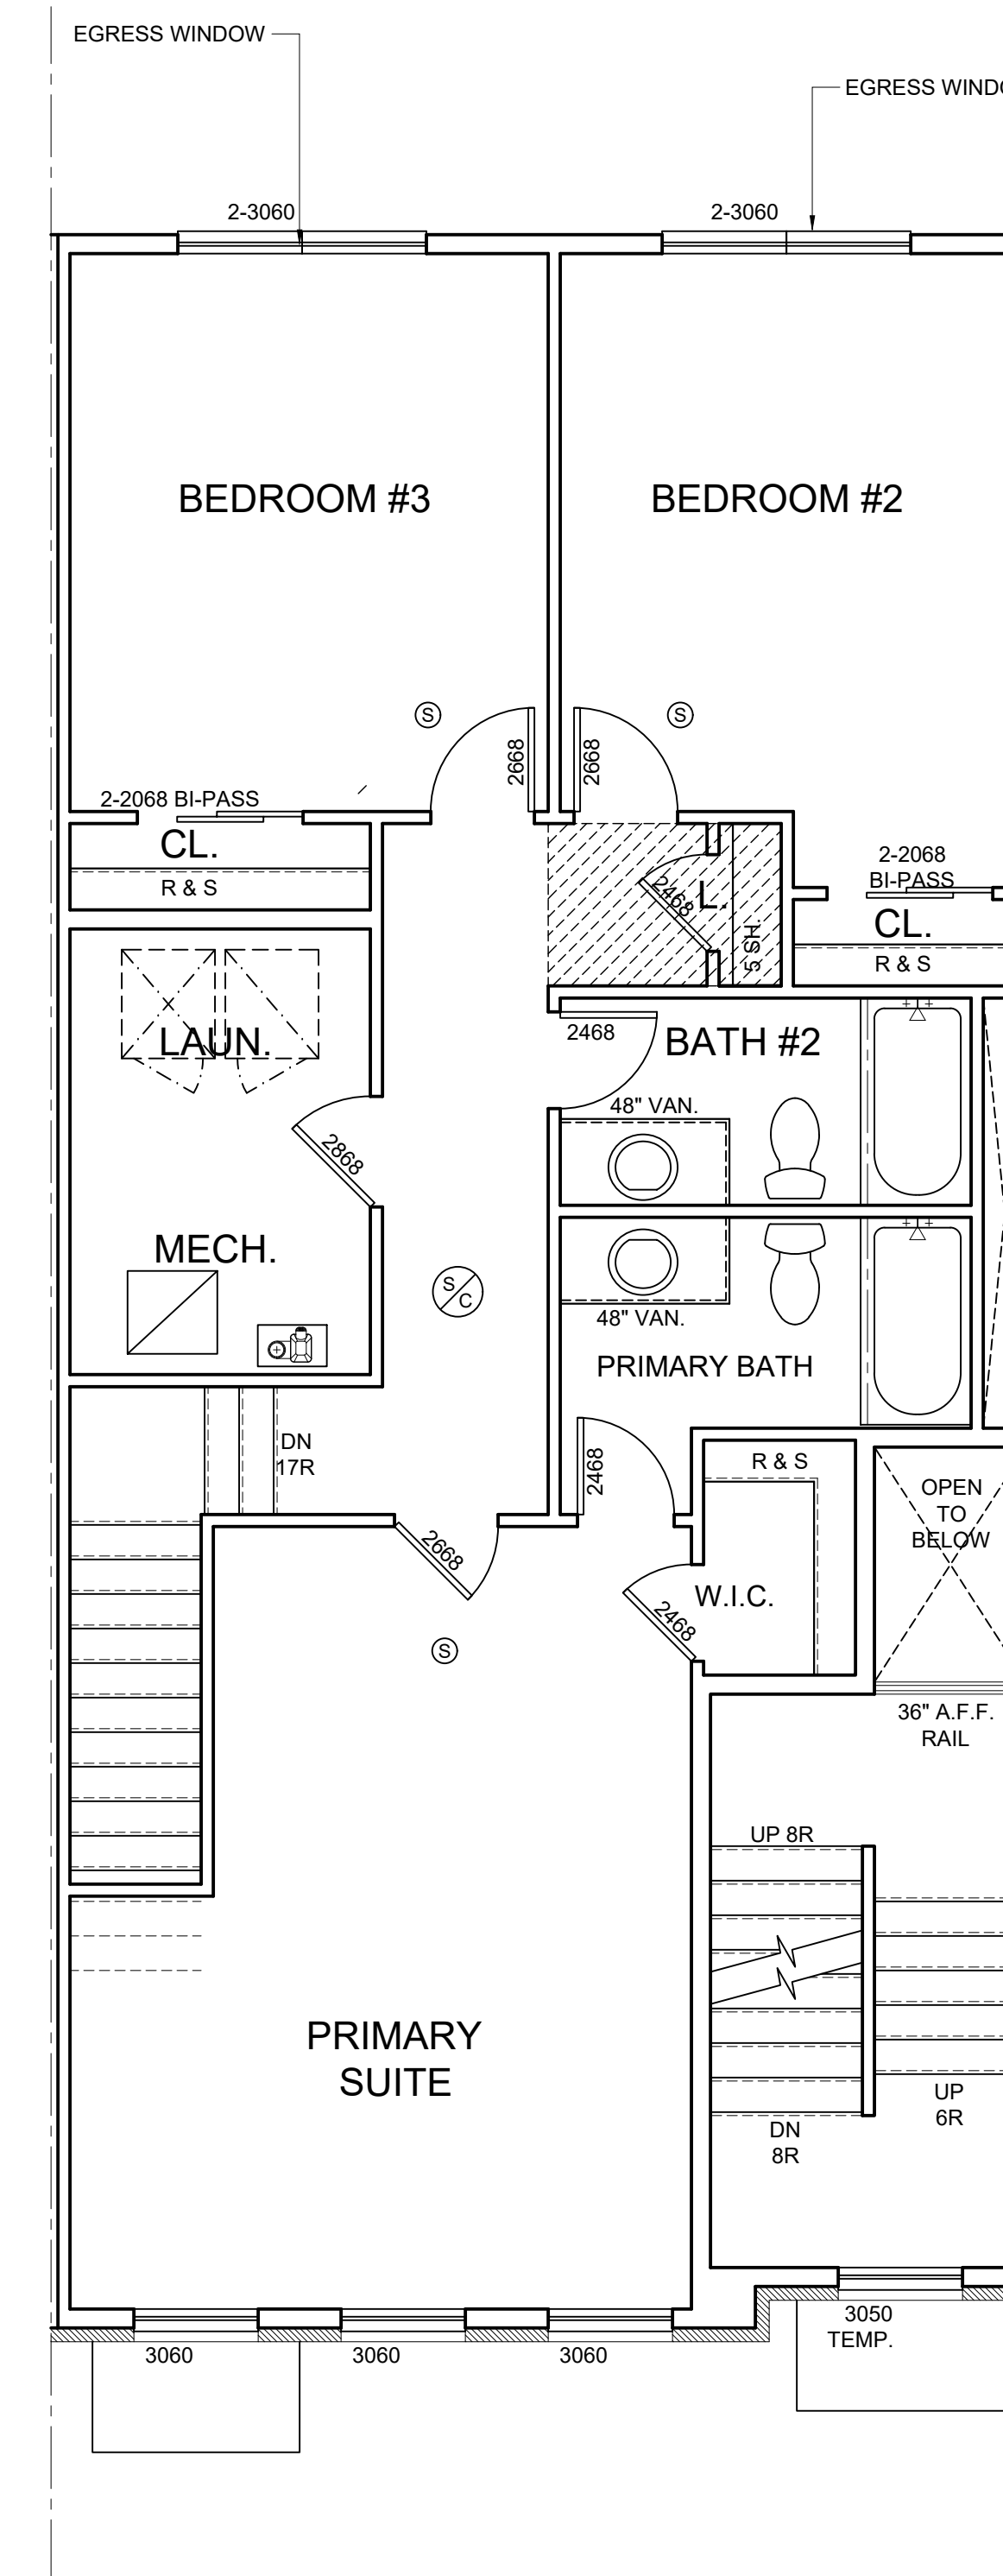 EGRESS WINDOW
EGRESS WIND
2-3060
2-3060
BEDROOM #3
BEDROOM #2
S
S
2668
2668
2-2068 BI-PASS
CL.
R & S
2468
L.
5 SH.
2-2068
BI-PASS
CL.
R & S
LAUN.
2468
BATH #2
48" VAN.
2868
MECH.
S
C
48" VAN.
PRIMARY BATH
DN
17R
2468
R & S
OPEN
TO
BELOW
2668
W.I.C.
2468
S
36" A.F.F.
RAIL
UP 8R
PRIMARY
SUITE
UP
6R
DN
8R
3050
TEMP.
3060
3060
3060